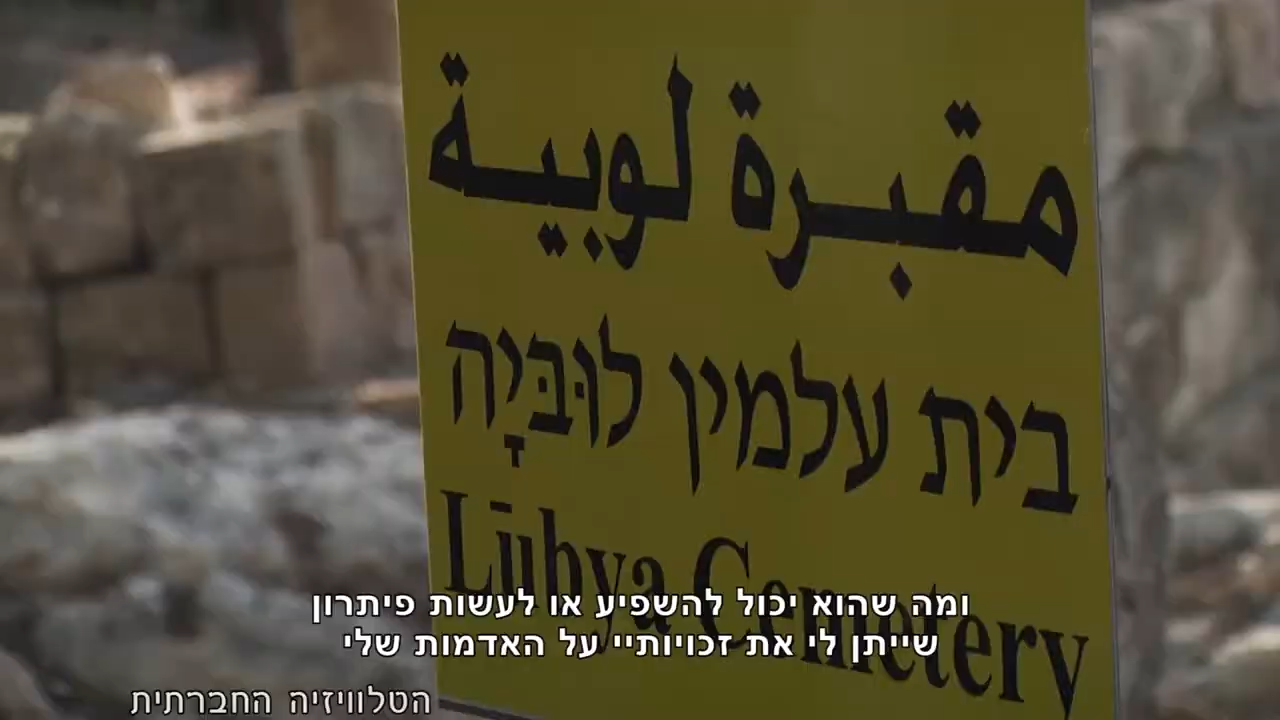 مقبرة لوبية
בית עלמין לוּבְּיָה
Lūbya Cemetery
ומה שהוא יכול להשפיע או לעשות פיתרון
שייתן לי את זכויותיי על האדמות שלי
הטלוויזיה החברתית